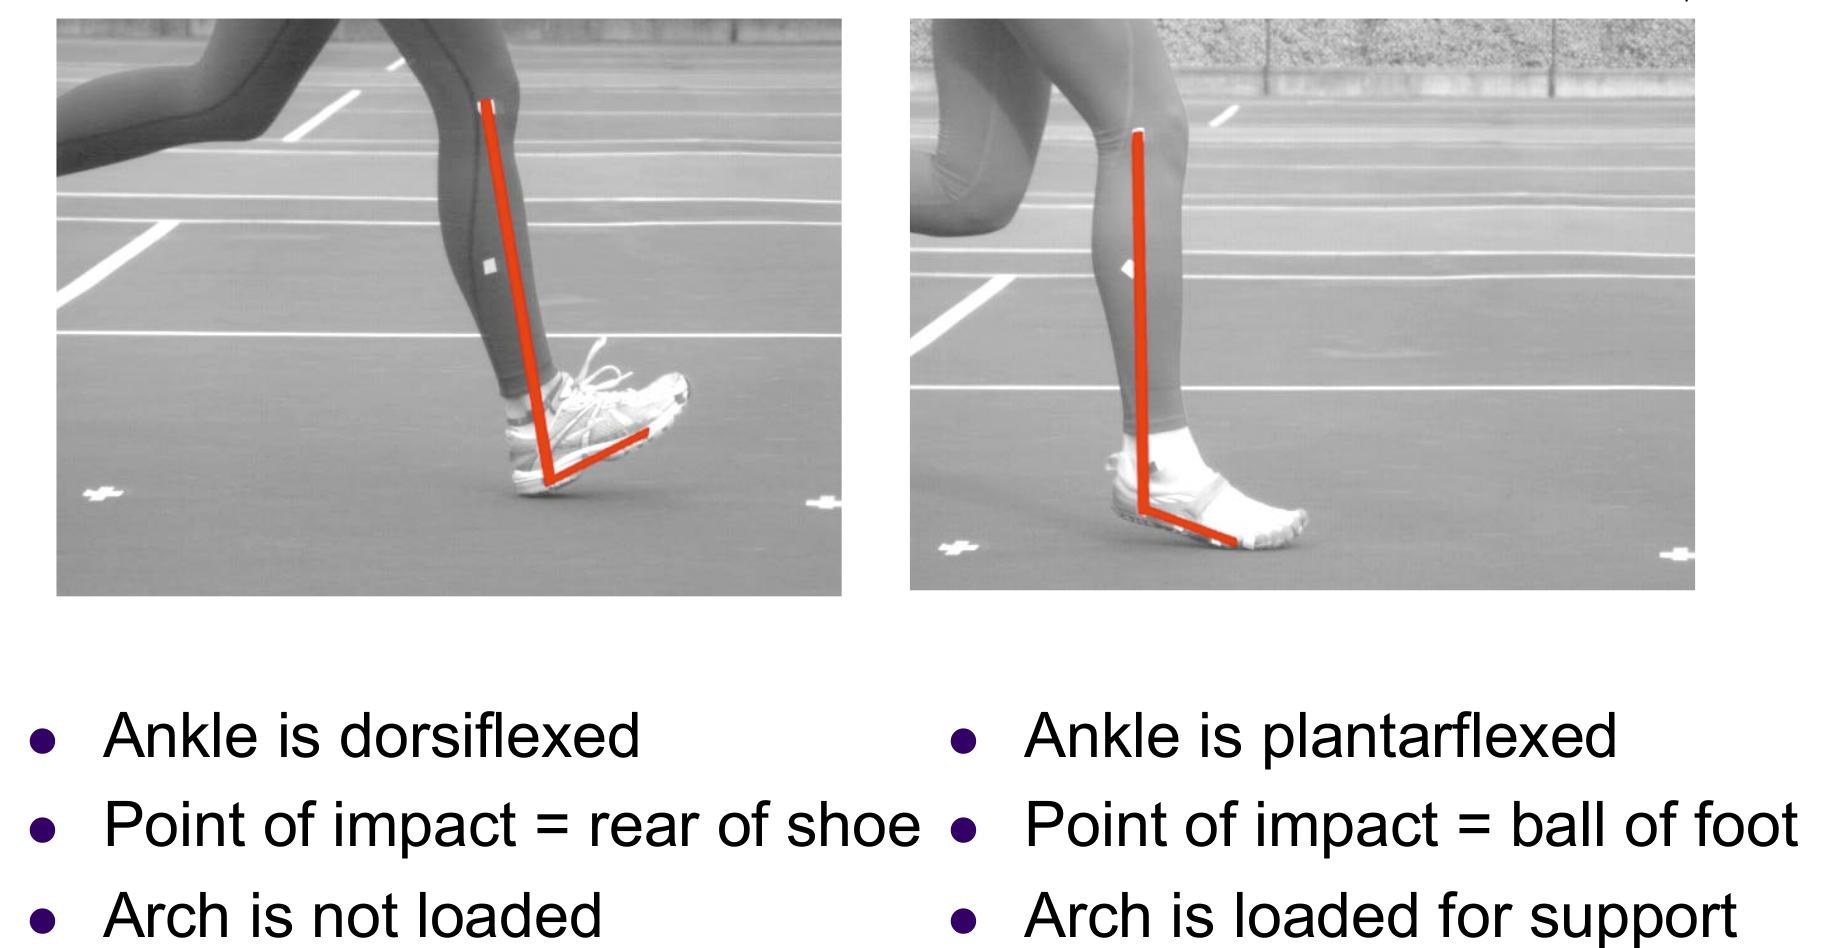 Ankle is dorsiflexed
Point of impact = rear of shoe
Arch is not loaded
Ankle is plantarflexed
Point of impact = ball of foot
Arch is loaded for support